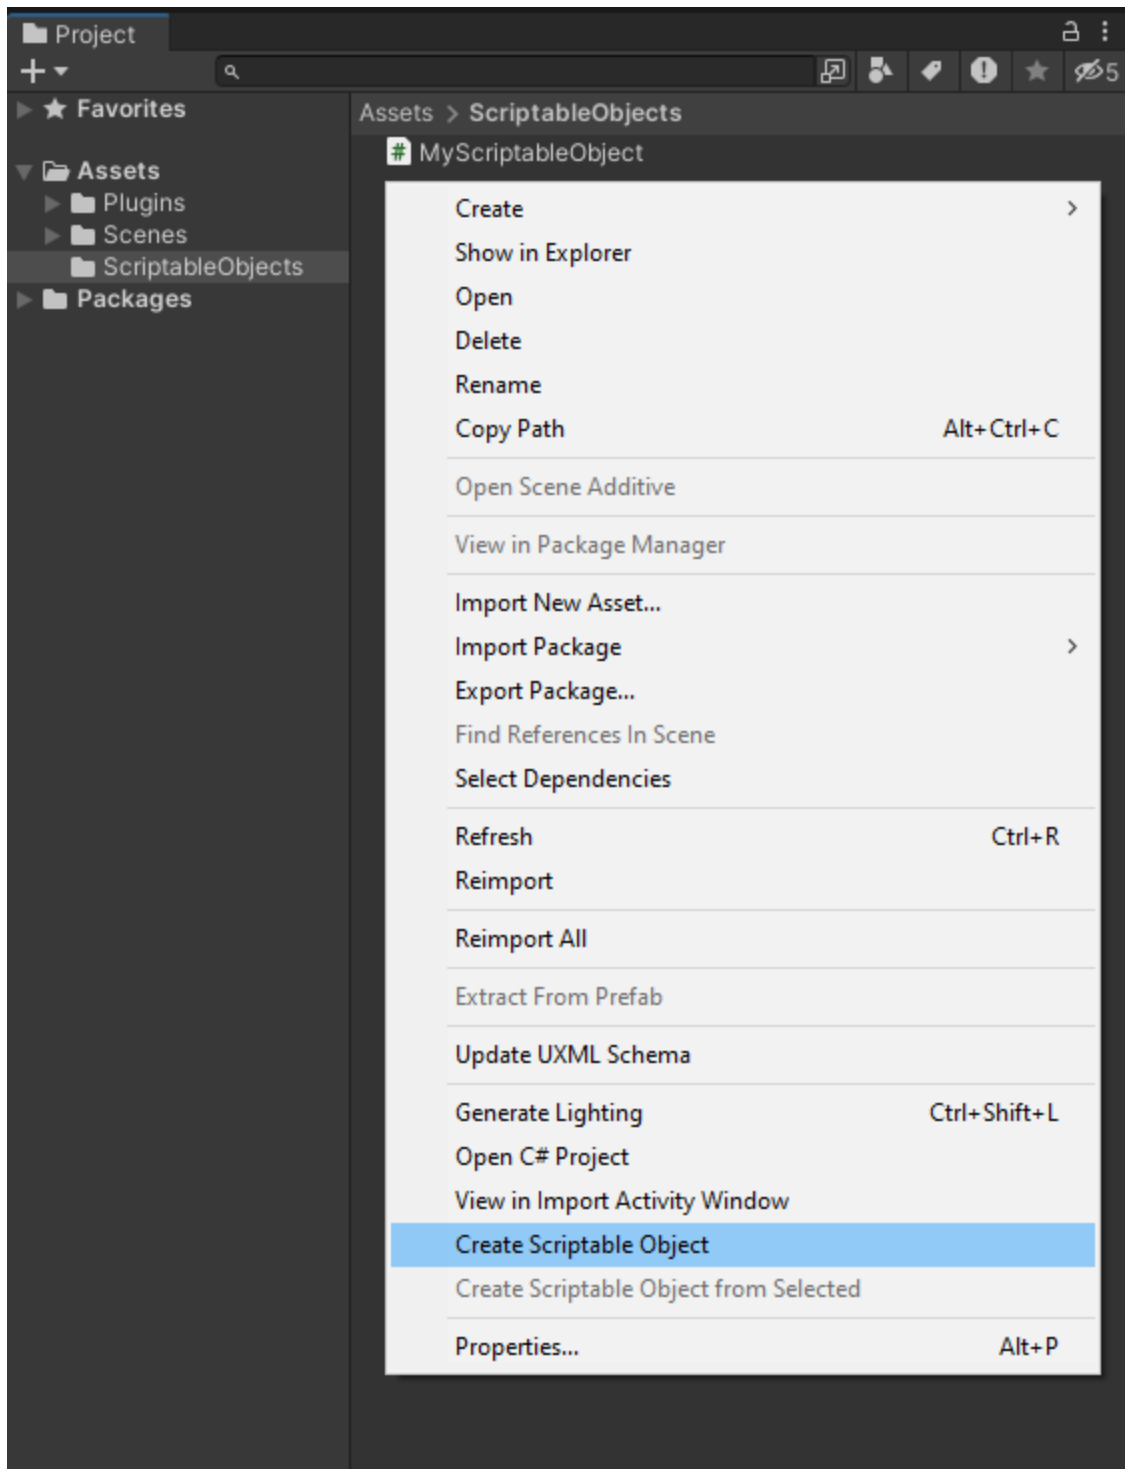 Project
5
Favorites
Assets > ScriptableObjects
# MyScriptableObject
Assets
Plugins
Scenes
ScriptableObjects
Packages
Create >
Show in Explorer
Open
Delete
Rename
Copy Path Alt+Ctrl+C
Open Scene Additive
View in Package Manager
Import New Asset...
Import Package >
Export Package...
Find References In Scene
Select Dependencies
Refresh Ctrl+R
Reimport
Reimport All
Extract From Prefab
Update UXML Schema
Generate Lighting Ctrl+Shift+L
Open C# Project
View in Import Activity Window
Create Scriptable Object
Create Scriptable Object from Selected
Properties... Alt+P